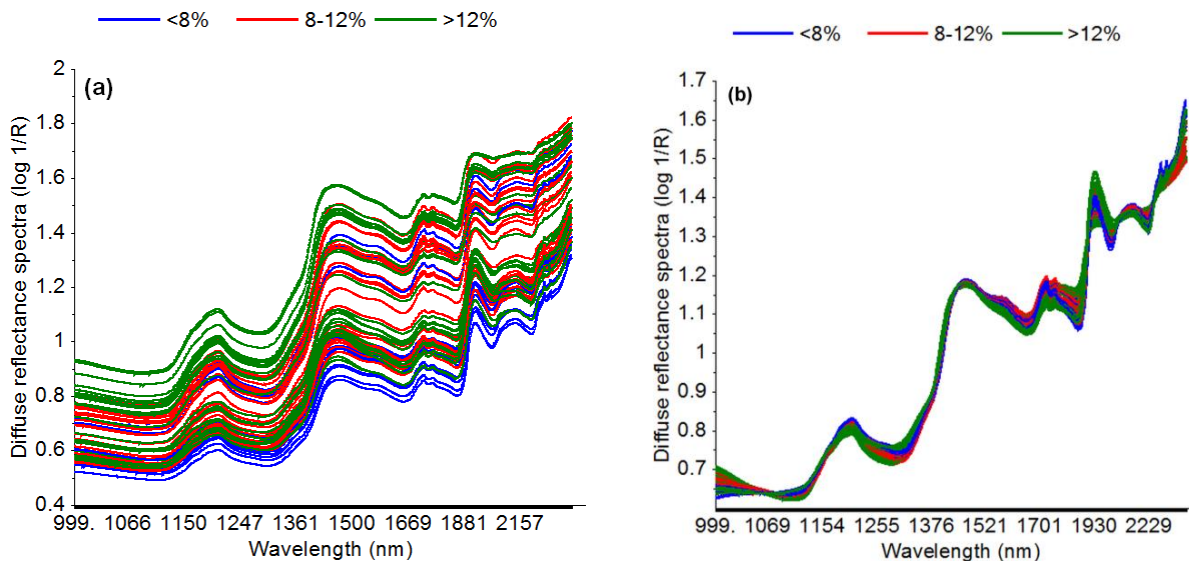 <8% 8-12% >12%
(a)
Diffuse reflectance spectra (log 1/R)
2
1.8
1.6
1.4
1.2
1
0.8
0.6
0.4
999. 1066 1150 1247 1361 1500 1669 1881 2157
Wavelength (nm)
<8% 8-12% >12%
(b)
Diffuse reflectance spectra (log 1/R)
1.7
1.6
1.5
1.4
1.3
1.2
1.1
1
0.9
0.8
0.7
999. 1069 1154 1255 1376 1521 1701 1930 2229
Wavelength (nm)